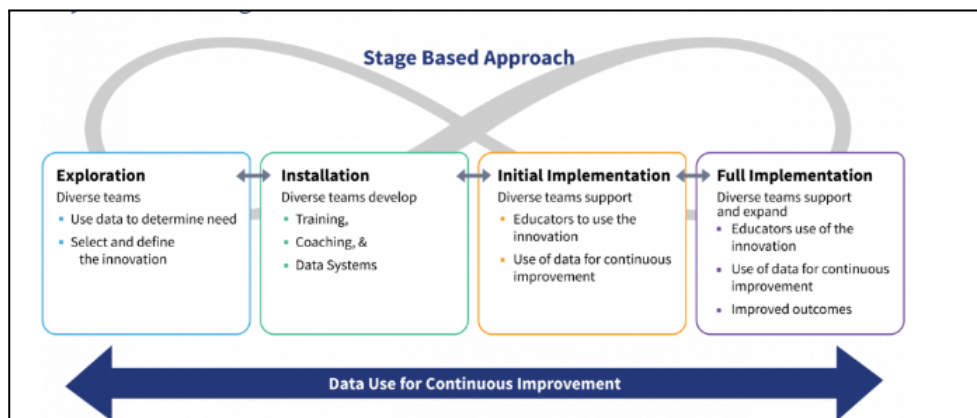 Stage Based Approach
Exploration
Diverse teams
▪ Use data to determine need
▪ Select and define
the innovation
Installation
Diverse teams develop
▪ Training,
▪ Coaching, &
▪ Data Systems
Initial Implementation
Diverse teams support
▪ Educators to use the
innovation
▪ Use of data for continuous
improvement
Full Implementation
Diverse teams support
and expand
▪ Educators use of the
innovation
▪ Use of data for continuous
improvement
▪ Improved outcomes
Data Use for Continuous Improvement